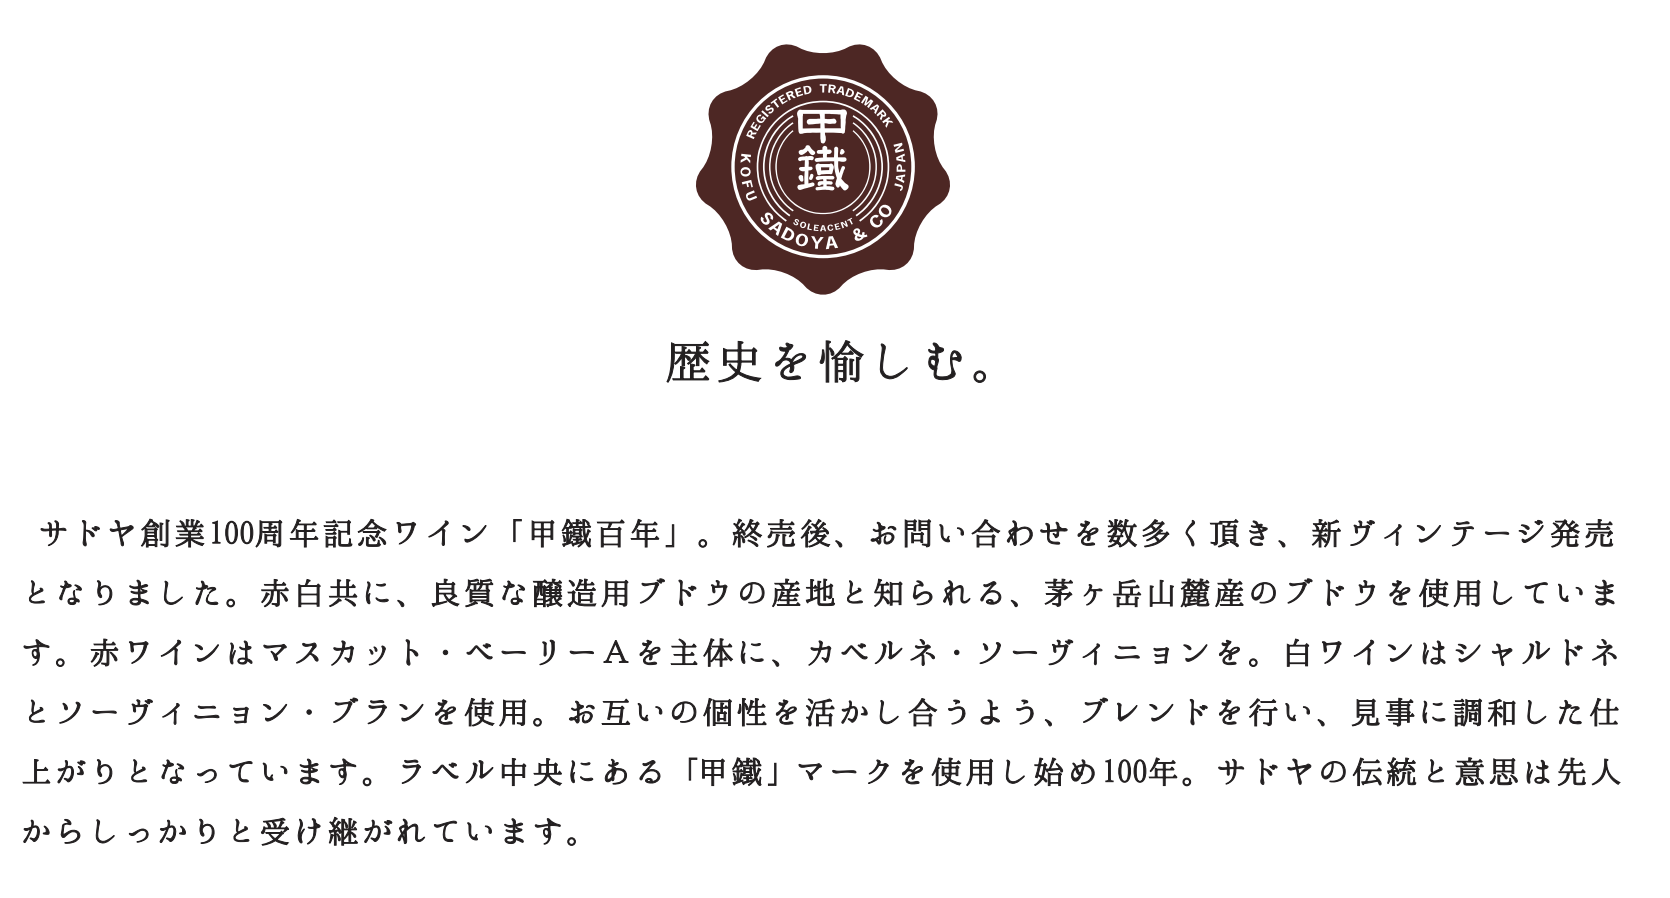 REGISTERED TRADEMARK
甲鐵
KOFU
JAPAN
SOLEACENT
SADOYA & CO
歴史を愉しむ。
サドヤ創業100周年記念ワイン「甲鐵百年」。終売後、お問い合わせを数多く頂き、新ヴィンテージ発売
となりました。赤白共に、良質な醸造用ブドウの産地と知られる、茅ヶ岳山麓産のブドウを使用していま
す。赤ワインはマスカット・ベーリーＡを主体に、カベルネ・ソーヴィニョンを。白ワインはシャルドネ
とソーヴィニョン・ブランを使用。お互いの個性を活かし合うよう、ブレンドを行い、見事に調和した仕
上がりとなっています。ラベル中央にある「甲鐵」マークを使用し始め100年。サドヤの伝統と意思は先人
からしっかりと受け継がれています。